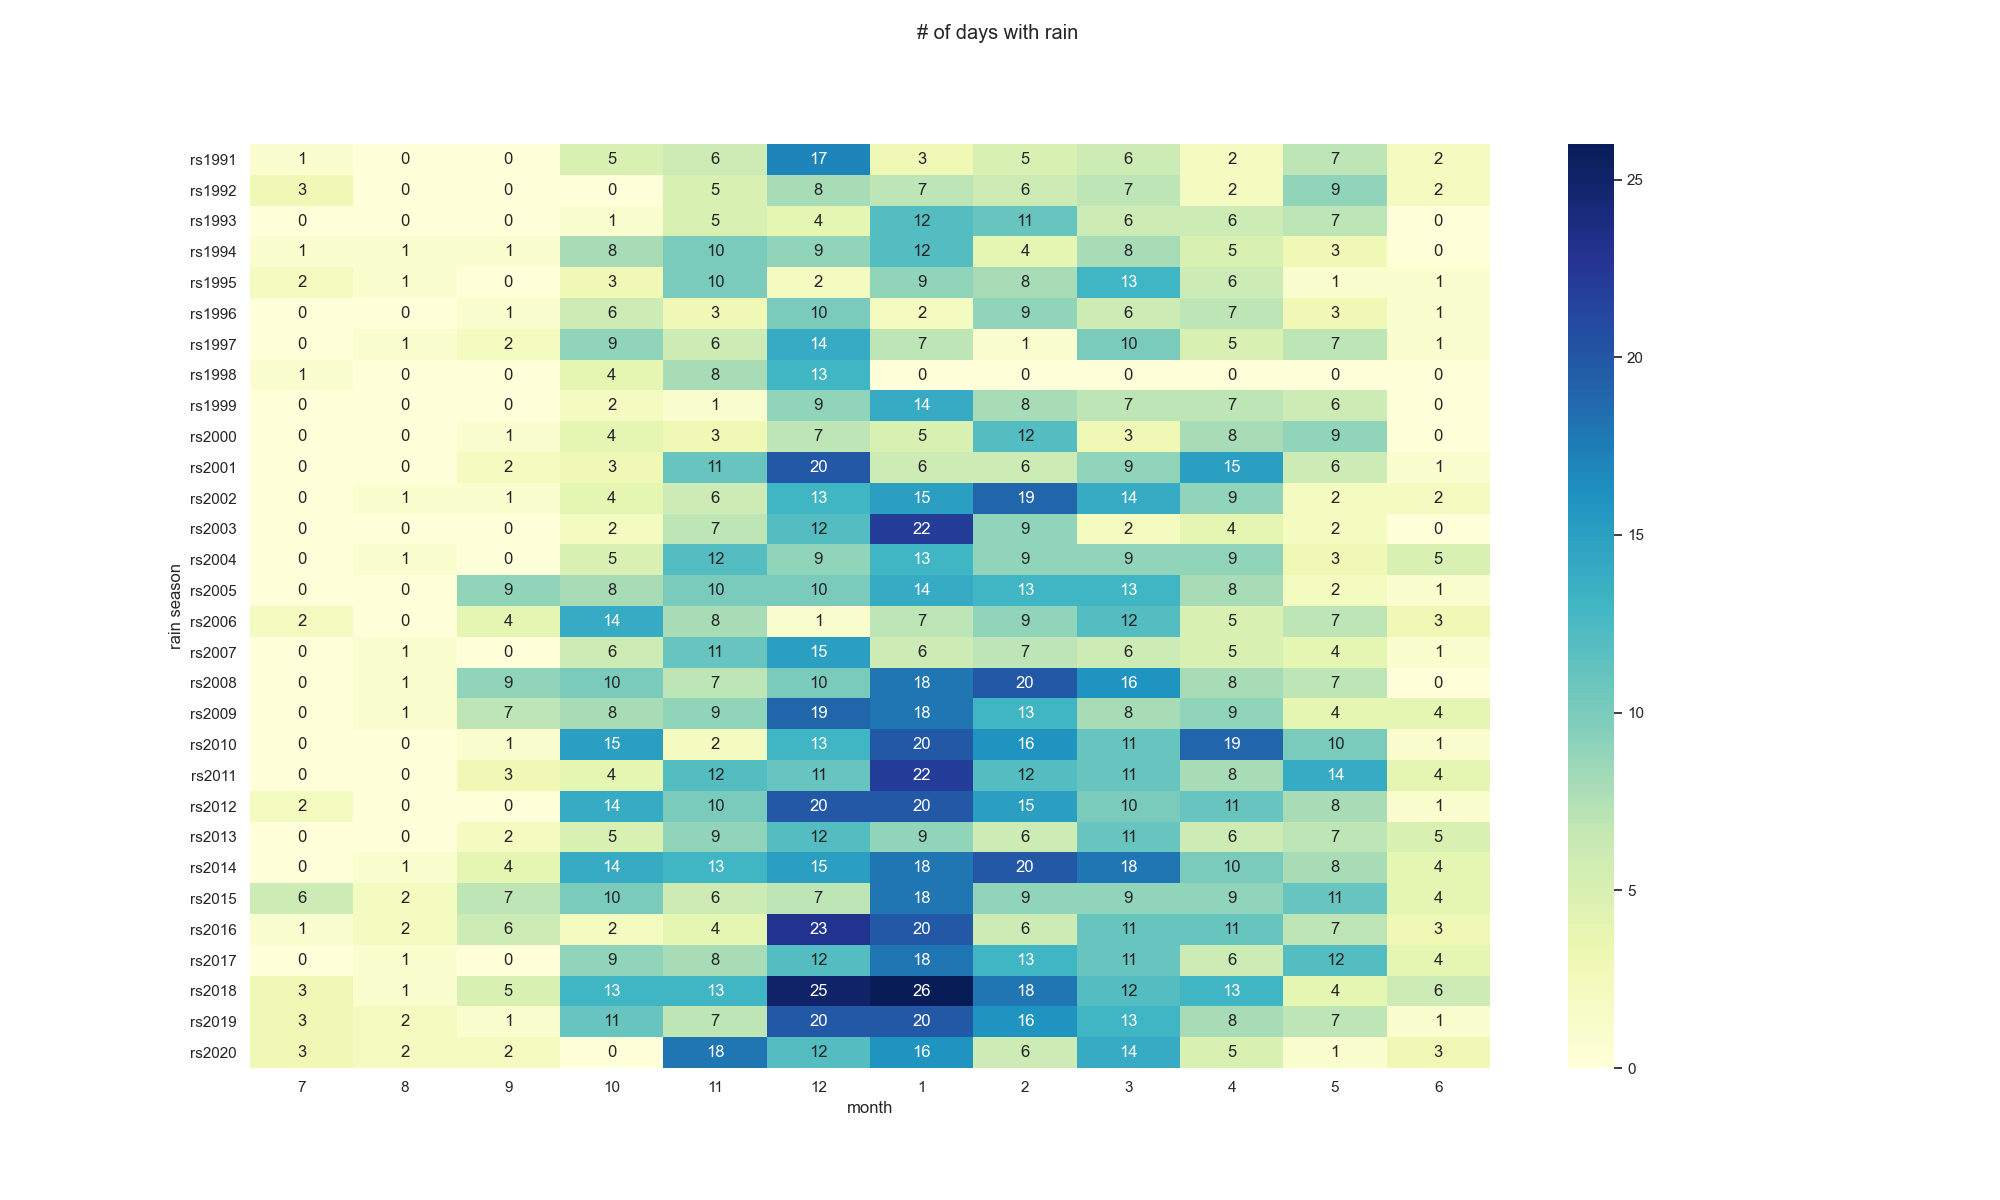 # of days with rain
rs1991 1 0 0 5 6 17 3 5 6 2 7 2
rs1992 3 0 0 0 5 8 7 6 7 2 9 2
rs1993 0 0 0 1 5 4 12 11 6 6 7 0
rs1994 1 1 1 8 10 9 12 4 8 5 3 0
rs1995 2 1 0 3 10 2 9 8 13 6 1 1
rs1996 0 0 1 6 3 10 2 9 6 7 3 1
rs1997 0 1 2 9 6 14 7 1 10 5 7 1
rs1998 1 0 0 4 8 13 0 0 0 0 0 0
rs1999 0 0 0 2 1 9 14 8 7 7 6 0
rs2000 0 0 1 4 3 7 5 12 3 8 9 0
rs2001 0 0 2 3 11 20 6 6 9 15 6 1
rs2002 0 1 1 4 6 13 15 19 14 9 2 2
rs2003 0 0 0 2 7 12 22 9 2 4 2 0
rs2004 0 1 0 5 12 9 13 9 9 9 3 5
rs2005 0 0 9 8 10 10 14 13 13 8 2 1
rs2006 2 0 4 14 8 1 7 9 12 5 7 3
rs2007 0 1 0 6 11 15 6 7 6 5 4 1
rs2008 0 1 9 10 7 10 18 20 16 8 7 0
rs2009 0 1 7 8 9 19 18 13 8 9 4 4
rs2010 0 0 1 15 2 13 20 16 11 19 10 1
rs2011 0 0 3 4 12 11 22 12 11 8 14 4
rs2012 2 0 0 14 10 20 20 15 10 11 8 1
rs2013 0 0 2 5 9 12 9 6 11 6 7 5
rs2014 0 1 4 14 13 15 18 20 18 10 8 4
rs2015 6 2 7 10 6 7 18 9 9 9 11 4
rs2016 1 2 6 2 4 23 20 6 11 11 7 3
rs2017 0 1 0 9 8 12 18 13 11 6 12 4
rs2018 3 1 5 13 13 25 26 18 12 13 4 6
rs2019 3 2 1 11 7 20 20 16 13 8 7 1
rs2020 3 2 2 0 18 12 16 6 14 5 1 3
7 8 9 10 11 12 1 2 3 4 5 6
month
rain season
25
20
15
10
5
0